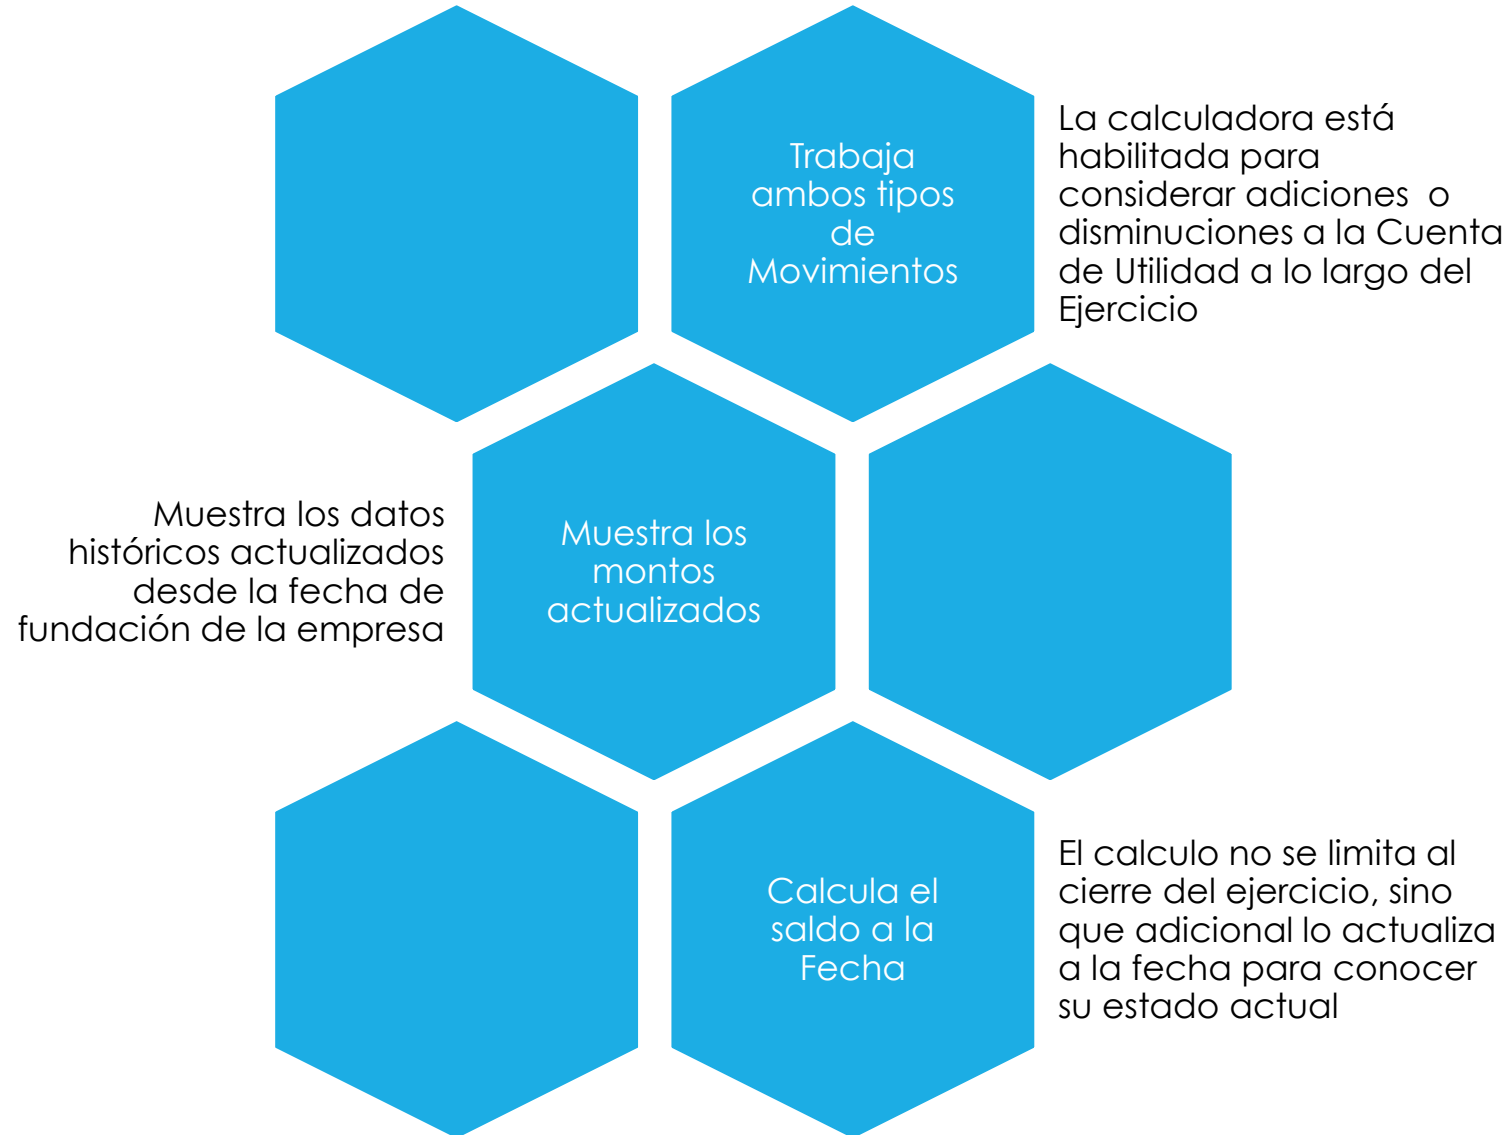 Trabaja
ambos tipos
de
Movimientos
La calculadora está
habilitada para
considerar adiciones  o
disminuciones a la Cuenta
de Utilidad a lo largo del
Ejercicio
Muestra los datos
históricos actualizados
desde la fecha de
fundación de la empresa
Muestra los
montos
actualizados
Calcula el
saldo a la
Fecha
El calculo no se limita al
cierre del ejercicio, sino
que adicional lo actualiza
a la fecha para conocer
su estado actual